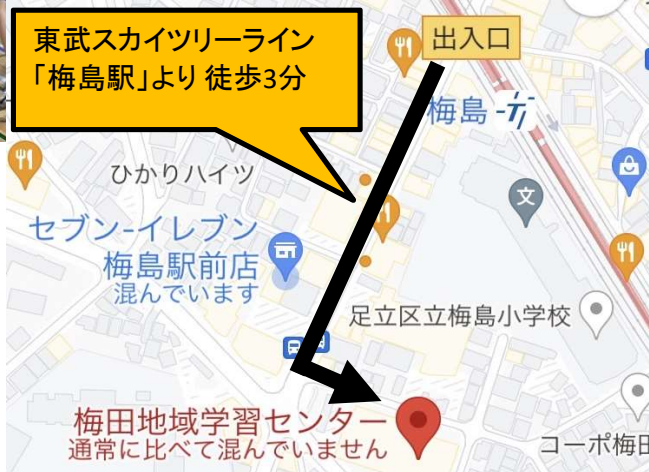 東武スカイツリーライン
「梅島駅」より 徒歩3分
出入口
梅島
ひかりハイツ
セブン-イレブン
梅島駅前店
混んでいます
文
足立区立梅島小学校
梅田地域学習センター
通常に比べて混んでいません
コーポ梅田